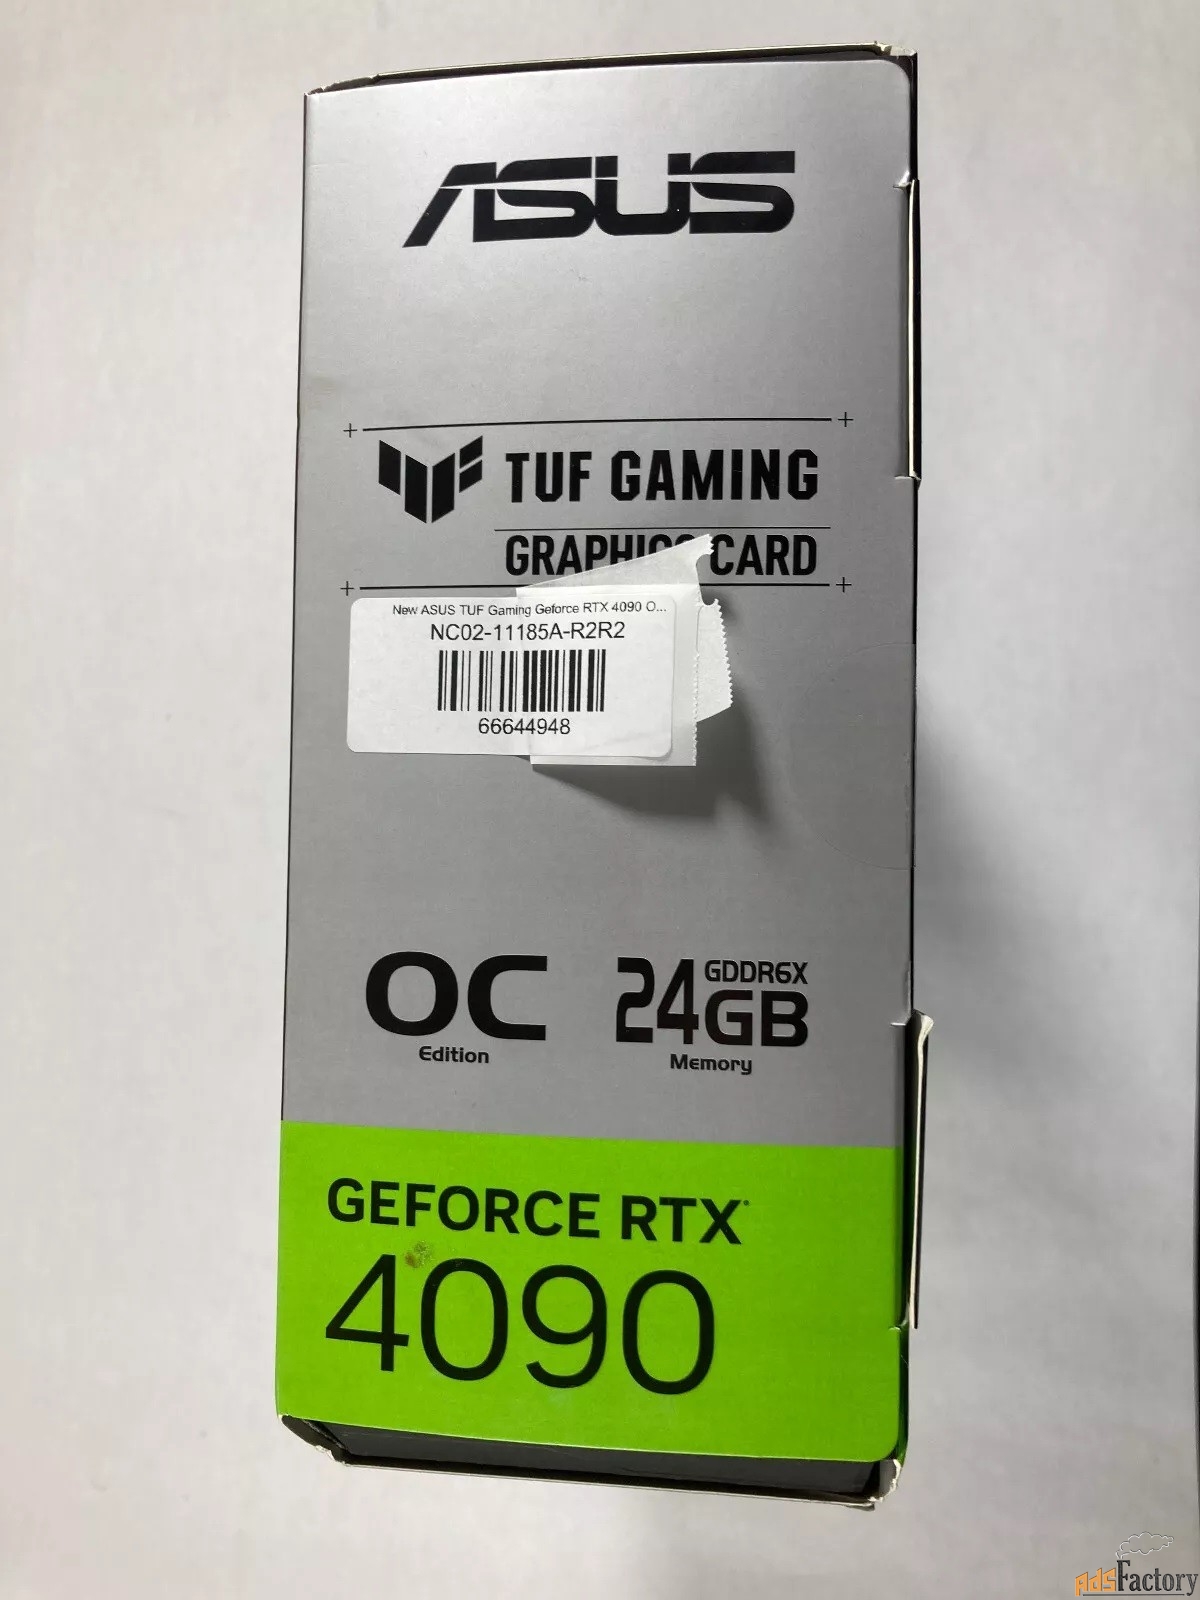 ASUS
TUF GAMING
GRAPHICS CARD
New ASUS TUF Gaming Geforce RTX 4090 O...
NC02-11185A-R2R2
66644948
OC
Edition
24GB
GDDR6X
Memory
GEFORCE RTX
4090
AdsFactory